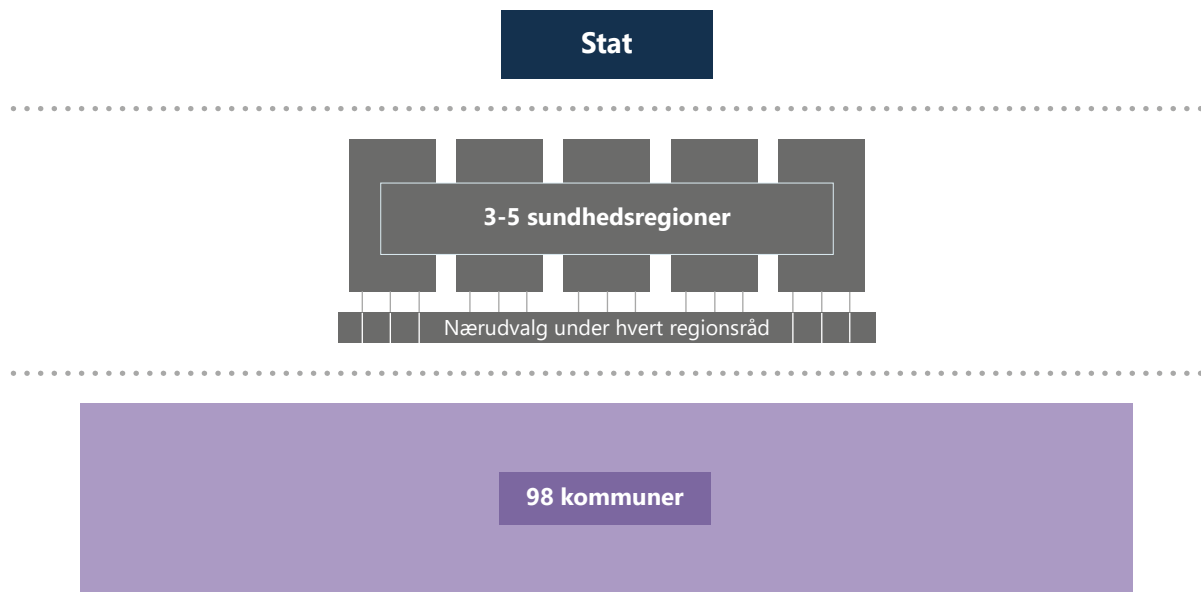 Stat
3-5 sundhedsregioner
Nærudvalg under hvert regionsråd
98 kommuner